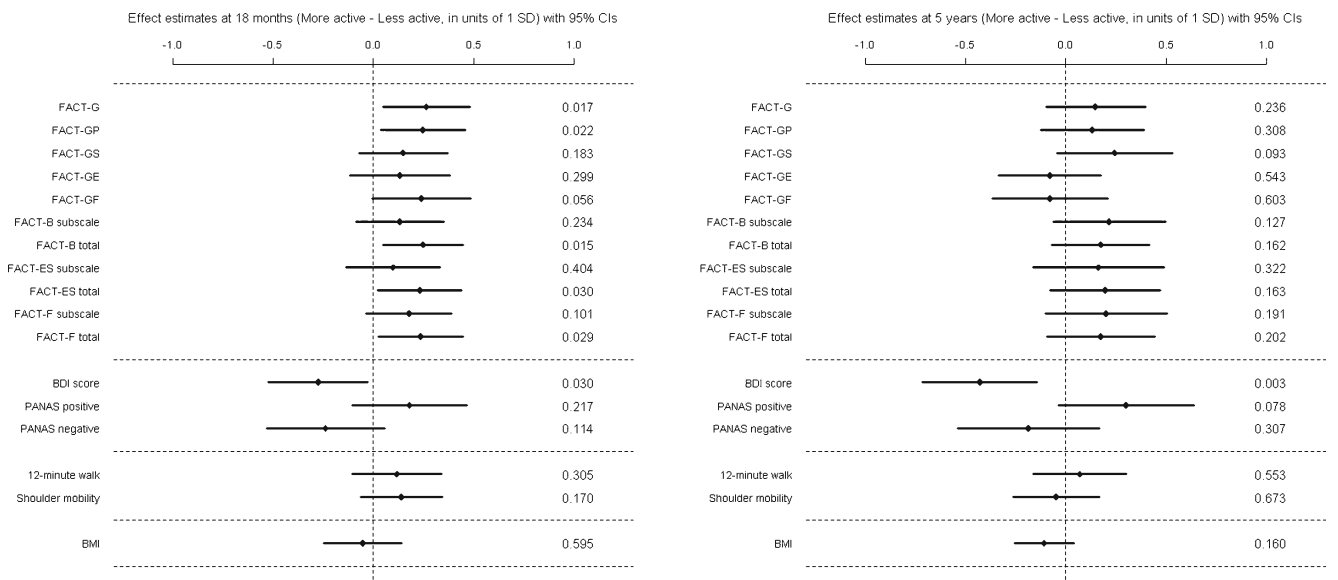 Effect estimates at 18 months (More active - Less active, in units of 1 SD) with 95% CIs
-1.0 -0.5 0.0 0.5 1.0
FACT-G 0.017
FACT-GP 0.022
FACT-GS 0.183
FACT-GE 0.299
FACT-GF 0.056
FACT-B subscale 0.234
FACT-B total 0.015
FACT-ES subscale 0.404
FACT-ES total 0.030
FACT-F subscale 0.101
FACT-F total 0.029
BDI score 0.030
PANAS positive 0.217
PANAS negative 0.114
12-minute walk 0.305
Shoulder mobility 0.170
BMI 0.595
Effect estimates at 5 years (More active - Less active, in units of 1 SD) with 95% CIs
-1.0 -0.5 0.0 0.5 1.0
FACT-G 0.236
FACT-GP 0.308
FACT-GS 0.093
FACT-GE 0.543
FACT-GF 0.603
FACT-B subscale 0.127
FACT-B total 0.162
FACT-ES subscale 0.322
FACT-ES total 0.163
FACT-F subscale 0.191
FACT-F total 0.202
BDI score 0.003
PANAS positive 0.078
PANAS negative 0.307
12-minute walk 0.553
Shoulder mobility 0.673
BMI 0.160